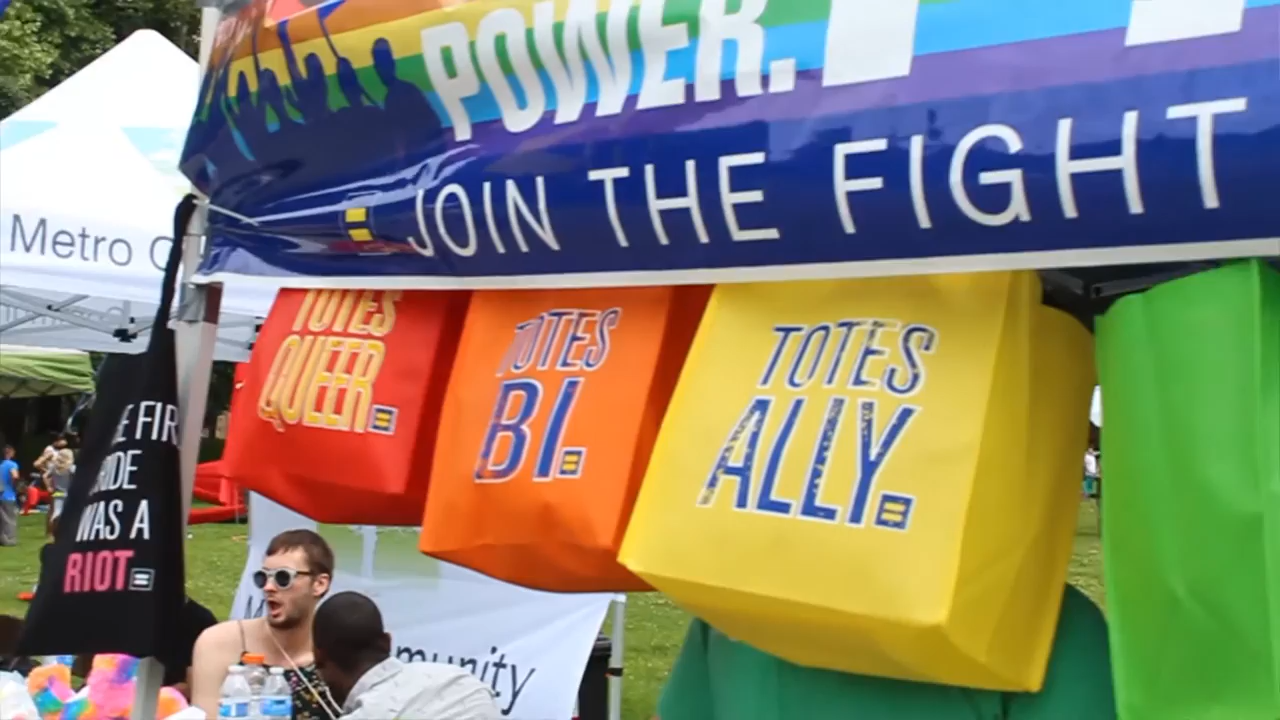 POWER.
JOIN THE FIGHT
Metro
TOTES
QUEER.
TOTES
BI.
TOTES
ALLY.
WAS A
RIOT